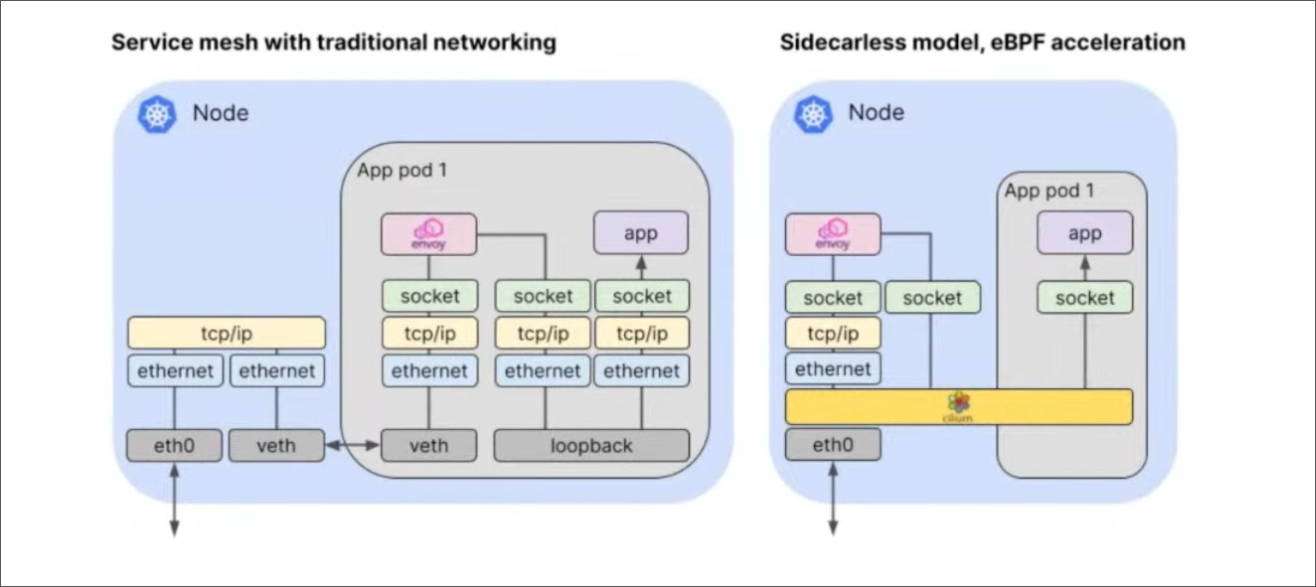 Service mesh with traditional networking
Node
App pod 1
envoy
app
socket
socket
socket
tcp/ip
tcp/ip
tcp/ip
tcp/ip
ethernet
ethernet
ethernet
ethernet
ethernet
eth0
veth
veth
loopback
Sidecarless model, eBPF acceleration
Node
App pod 1
envoy
app
socket
socket
socket
tcp/ip
ethernet
cilium
eth0